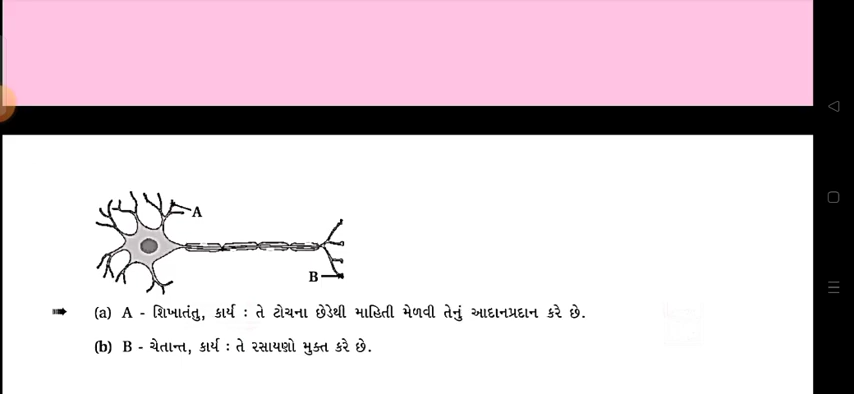 A
B
(a) A - શિખાતંતુ, કાર્ય : તે ટોચના છેડેથી માહિતી મેળવી તેનું આદાનપ્રદાન કરે છે.
(b) B - ચેતાન્ત, કાર્ય : તે રસાયણો મુક્ત કરે છે.